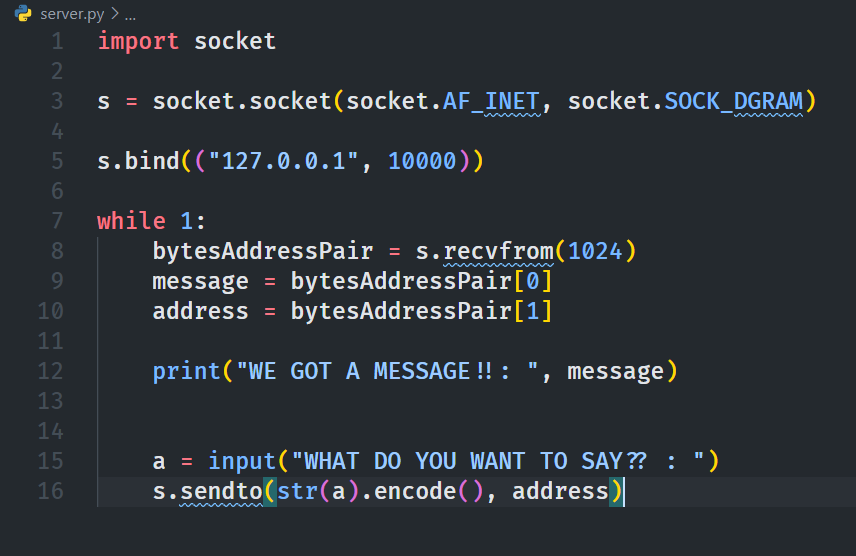 server.py > ...
1 import socket
2
3 s = socket.socket(socket.AF_INET, socket.SOCK_DGRAM)
4
5 s.bind(("127.0.0.1", 10000))
6
7 while 1:
8     bytesAddressPair = s.recvfrom(1024)
9     message = bytesAddressPair[0]
10     address = bytesAddressPair[1]
11
12     print("WE GOT A MESSAGE!!: ", message)
13
14
15     a = input("WHAT DO YOU WANT TO SAY?? : ")
16     s.sendto(str(a).encode(), address)